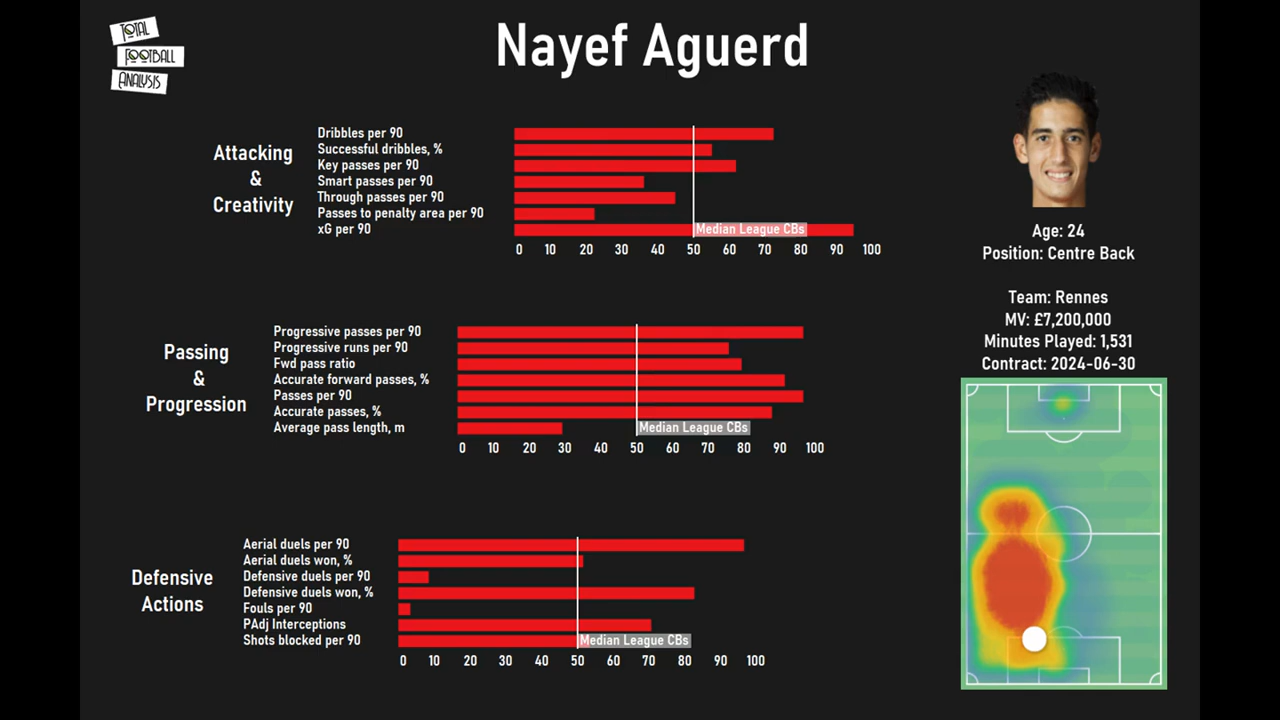 TOTAL
FOOTBALL
ANALYSIS
Nayef Aguerd
Attacking
&
Creativity
Dribbles per 90
Successful dribbles, %
Key passes per 90
Smart passes per 90
Through passes per 90
Passes to penalty area per 90
xG per 90
Median League CBs
0 10 20 30 40 50 60 70 80 90 100
Passing
&
Progression
Progressive passes per 90
Progressive runs per 90
Fwd pass ratio
Accurate forward passes, %
Passes per 90
Accurate passes, %
Average pass length, m
Median League CBs
0 10 20 30 40 50 60 70 80 90 100
Defensive
Actions
Aerial duels per 90
Aerial duels won, %
Defensive duels per 90
Defensive duels won, %
Fouls per 90
PAdj Interceptions
Shots blocked per 90
Median League CBs
0 10 20 30 40 50 60 70 80 90 100
Age: 24
Position: Centre Back
Team: Rennes
MV: £7,200,000
Minutes Played: 1,531
Contract: 2024-06-30